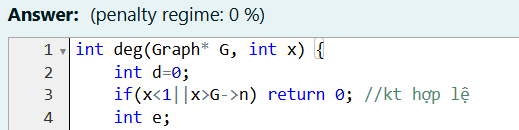 Answer: (penalty regime: 0 %)
1 int deg(Graph* G, int x) {
2 int d=0;
3 if(x<1||x>G->n) return 0; //kt hợp lệ
4 int e;